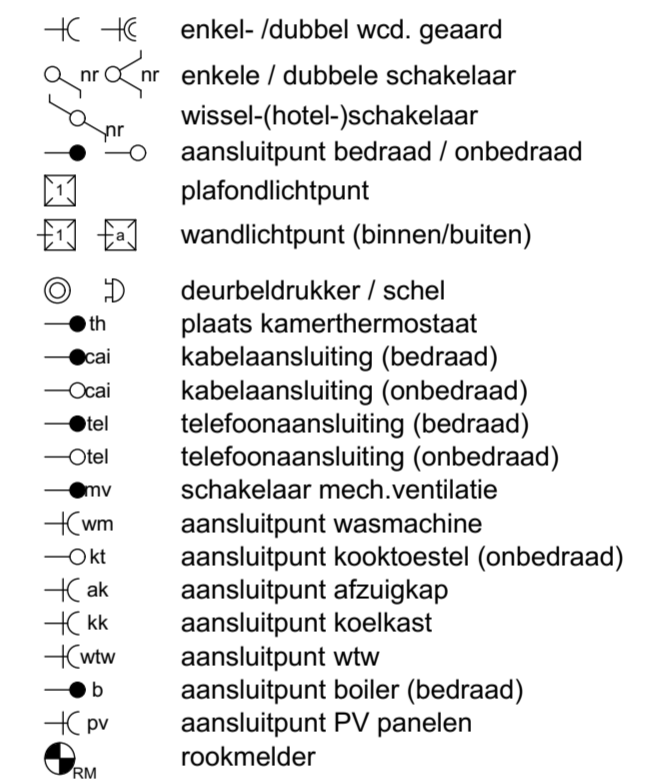 enkel- /dubbel wcd. geaard
nr nr enkele / dubbele schakelaar
nr wissel-(hotel-)schakelaar
aansluitpunt bedraad / onbedraad
1 plafondlichtpunt
1 a wandlichtpunt (binnen/buiten)
deurbeldrukker / schel
th plaats kamerthermostaat
cai kabelaansluiting (bedraad)
cai kabelaansluiting (onbedraad)
tel telefoonaansluiting (bedraad)
tel telefoonaansluiting (onbedraad)
mv schakelaar mech.ventilatie
wm aansluitpunt wasmachine
kt aansluitpunt kooktoestel (onbedraad)
ak aansluitpunt afzuigkap
kk aansluitpunt koelkast
wtw aansluitpunt wtw
b aansluitpunt boiler (bedraad)
pv aansluitpunt PV panelen
RM rookmelder